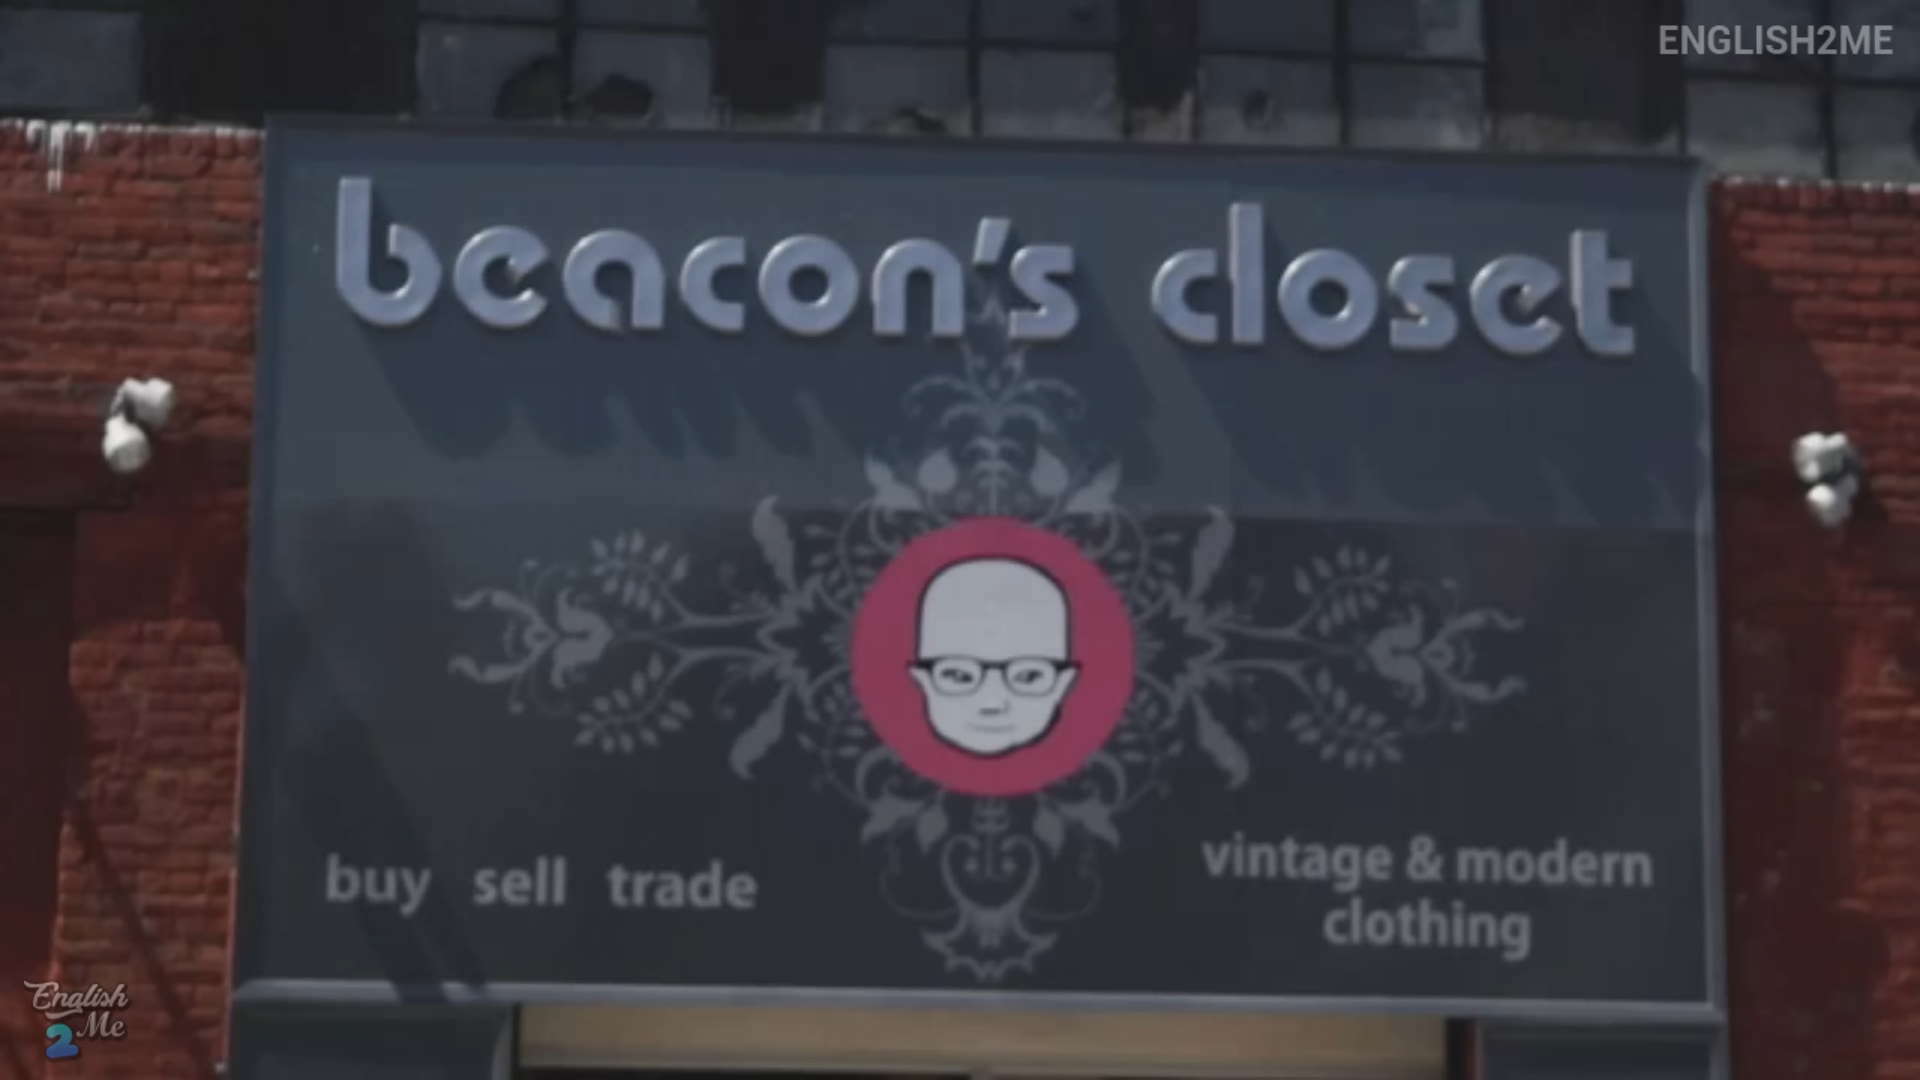 ENGLISH2ME
beacon's closet
buy sell trade
vintage & modern
clothing
English
2 Me